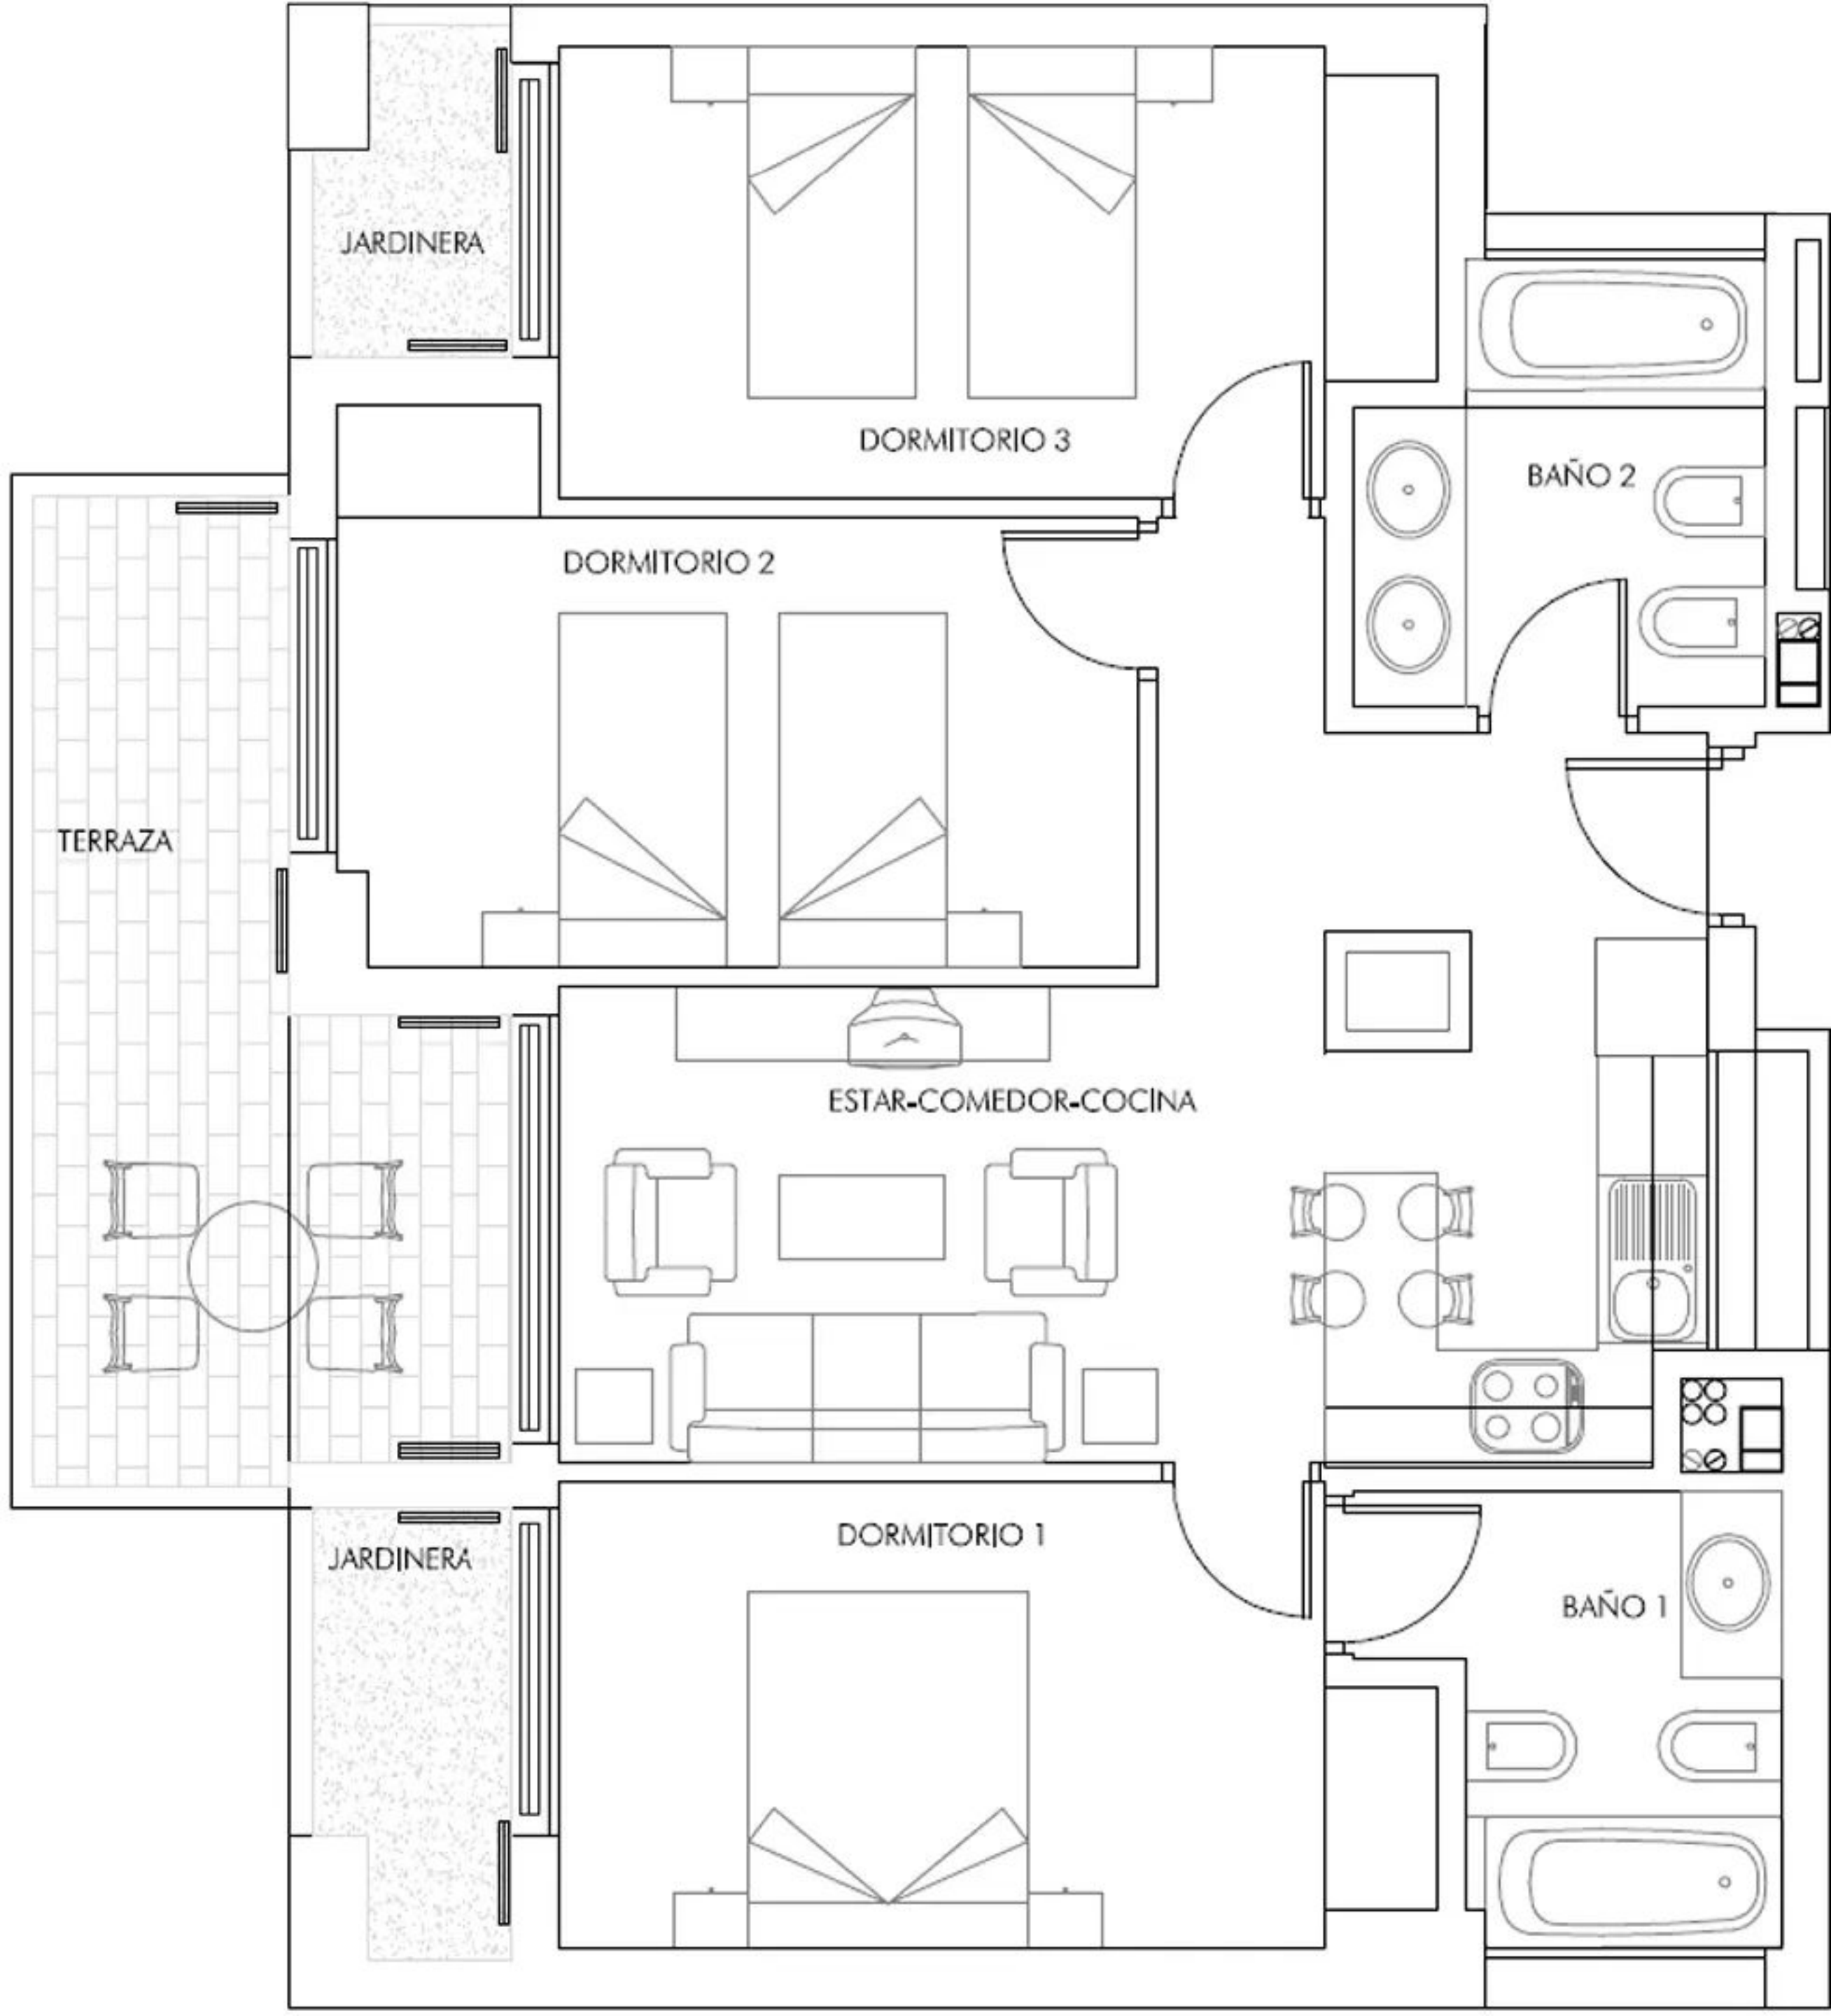 JARDINERA
DORMITORIO 3
BAÑO 2
DORMITORIO 2
TERRAZA
ESTAR-COMEDOR-COCINA
DORMITORIO 1
JARDINERA
BAÑO 1